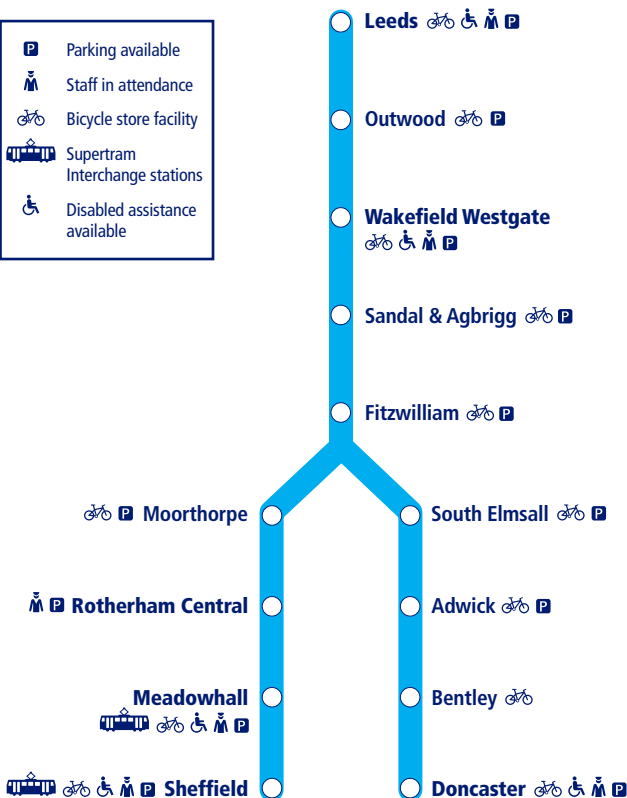 P Parking available
Staff in attendance
Bicycle store facility
Supertram
Interchange stations
Disabled assistance
available
Leeds P
Outwood P
Wakefield Westgate
P
Sandal & Agbrigg P
Fitzwilliam P
P Moorthorpe
South Elmsall P
P Rotherham Central
Adwick P
Meadowhall
P
Bentley
P Sheffield
Doncaster P